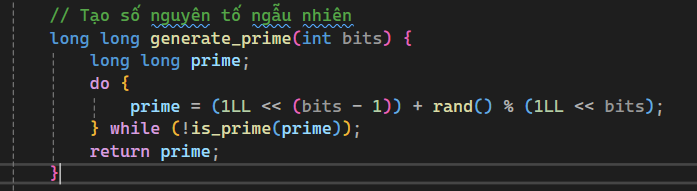 // Tạo số nguyên tố ngẫu nhiên
long long generate_prime(int bits) {
long long prime;
do {
prime = (1LL << (bits - 1)) + rand() % (1LL << bits);
} while (!is_prime(prime));
return prime;
}